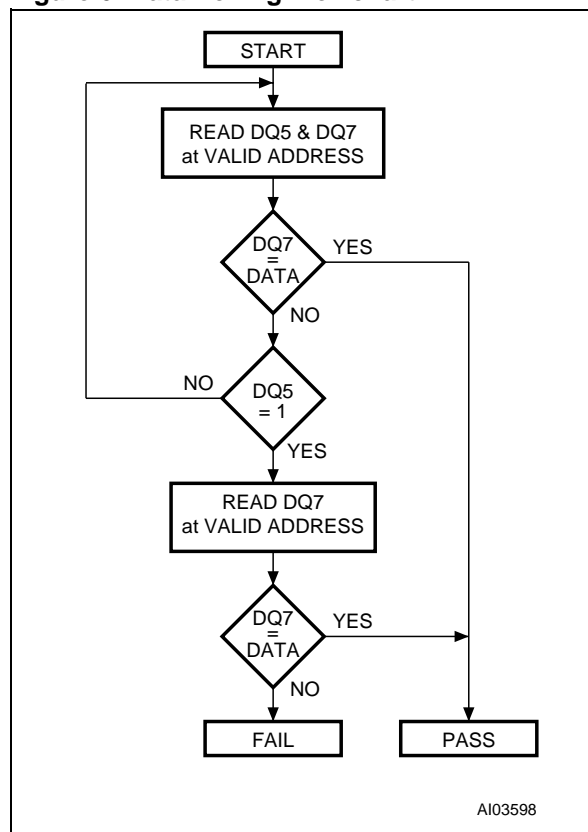 START
READ DQ5 & DQ7
at VALID ADDRESS
DQ7
=
DATA
YES
NO
NO
DQ5
= 1
YES
READ DQ7
at VALID ADDRESS
DQ7
=
DATA
YES
NO
FAIL
PASS
AI03598